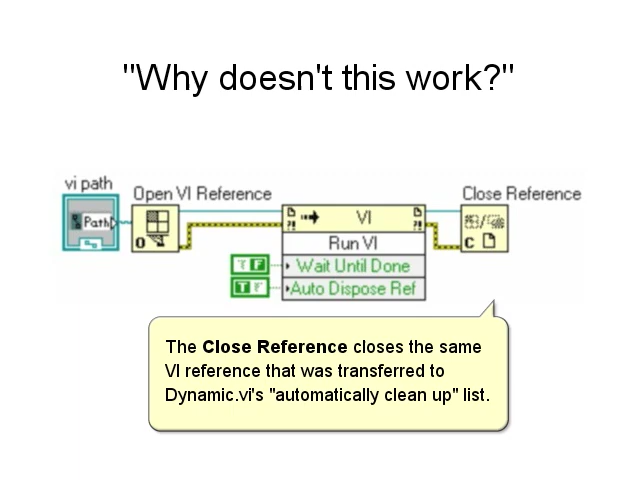 "Why doesn't this work?"
vi path
Open VI Reference
Close Reference
Path
VI
?!
?!
O
C
Run VI
T F
Wait Until Done
T F
Auto Dispose Ref
The Close Reference closes the same
VI reference that was transferred to
Dynamic.vi's "automatically clean up" list.